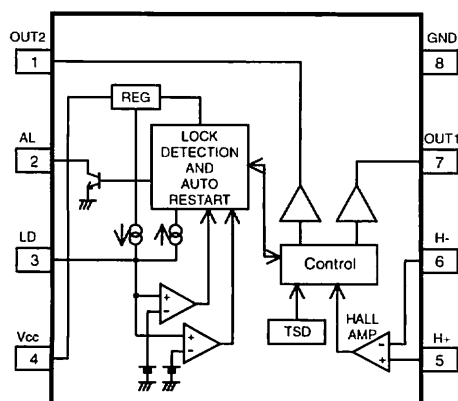 OUT2
1
GND
8
REG
AL
2
LOCK
DETECTION
AND
AUTO
RESTART
OUT1
7
LD
3
Control
H-
6
+
-
TSD
HALL
AMP
Vcc
4
+
-
-
+
H+
5